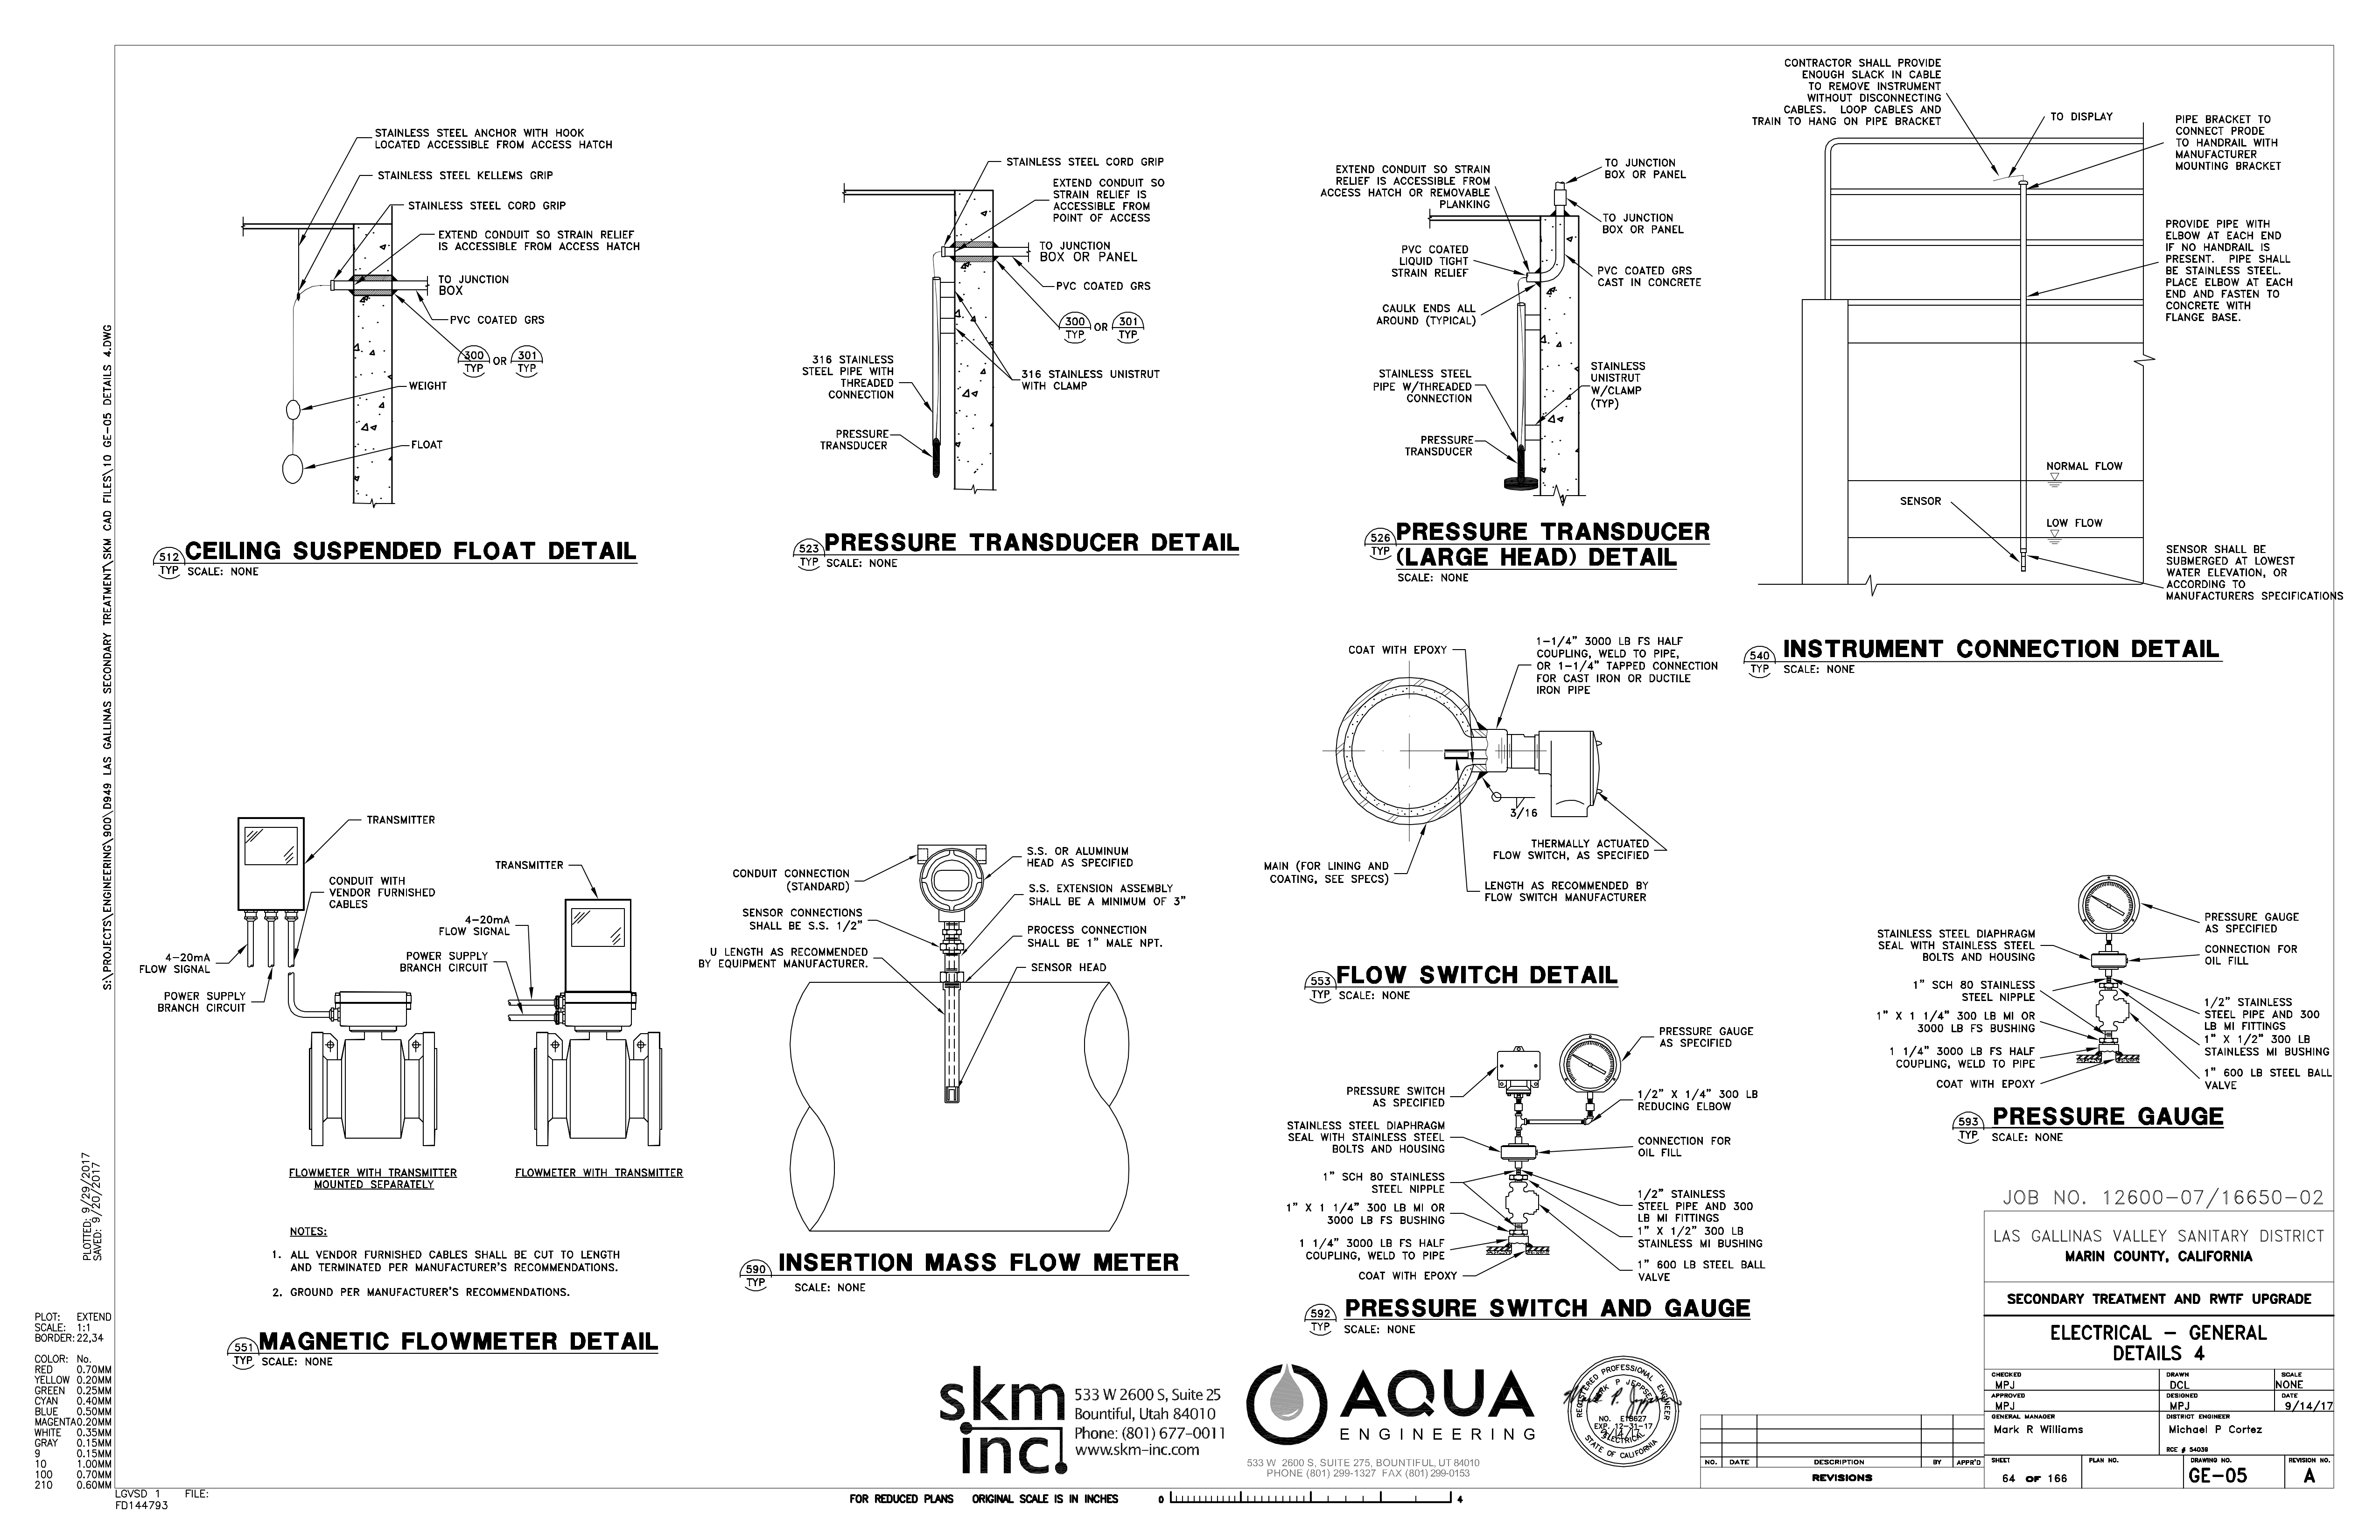 STAINLESS STEEL ANCHOR WITH HOOK
LOCATED ACCESSIBLE FROM ACCESS HATCH
STAINLESS STEEL KELLEMS GRIP
STAINLESS STEEL CORD GRIP
EXTEND CONDUIT SO STRAIN RELIEF
IS ACCESSIBLE FROM ACCESS HATCH
TO JUNCTION
BOX
PVC COATED GRS
300 TYP OR 301 TYP
WEIGHT
FLOAT
512 TYP
CEILING SUSPENDED FLOAT DETAIL
SCALE: NONE
STAINLESS STEEL CORD GRIP
EXTEND CONDUIT SO
STRAIN RELIEF IS
ACCESSIBLE FROM
POINT OF ACCESS
TO JUNCTION
BOX OR PANEL
PVC COATED GRS
300 TYP OR 301 TYP
316 STAINLESS
STEEL PIPE WITH
THREADED
CONNECTION
316 STAINLESS UNISTRUT
WITH CLAMP
PRESSURE
TRANSDUCER
523 TYP
PRESSURE TRANSDUCER DETAIL
SCALE: NONE
EXTEND CONDUIT SO STRAIN
RELIEF IS ACCESSIBLE FROM
ACCESS HATCH OR REMOVABLE
PLANKING
TO JUNCTION
BOX OR PANEL
TO JUNCTION
BOX OR PANEL
PVC COATED
LIQUID TIGHT
STRAIN RELIEF
PVC COATED GRS
CAST IN CONCRETE
CAULK ENDS ALL
AROUND (TYPICAL)
STAINLESS STEEL
PIPE W/THREADED
CONNECTION
STAINLESS
UNISTRUT
W/CLAMP
(TYP)
PRESSURE
TRANSDUCER
526 TYP
PRESSURE TRANSDUCER
(LARGE HEAD) DETAIL
SCALE: NONE
CONTRACTOR SHALL PROVIDE
ENOUGH SLACK IN CABLE
TO REMOVE INSTRUMENT
WITHOUT DISCONNECTING
CABLES. LOOP CABLES AND
TRAIN TO HANG ON PIPE BRACKET
TO DISPLAY
PIPE BRACKET TO
CONNECT PRODE
TO HANDRAIL WITH
MANUFACTURER
MOUNTING BRACKET
PROVIDE PIPE WITH
ELBOW AT EACH END
IF NO HANDRAIL IS
PRESENT. PIPE SHALL
BE STAINLESS STEEL.
PLACE ELBOW AT EACH
END AND FASTEN TO
CONCRETE WITH
FLANGE BASE.
NORMAL FLOW
SENSOR
LOW FLOW
SENSOR SHALL BE
SUBMERGED AT LOWEST
WATER ELEVATION, OR
ACCORDING TO
MANUFACTURERS SPECIFICATIONS
540 TYP
INSTRUMENT CONNECTION DETAIL
SCALE: NONE
COAT WITH EPOXY
1-1/4" 3000 LB FS HALF
COUPLING, WELD TO PIPE,
OR 1-1/4" TAPPED CONNECTION
FOR CAST IRON OR DUCTILE
IRON PIPE
3/16
THERMALLY ACTUATED
FLOW SWITCH, AS SPECIFIED
MAIN (FOR LINING AND
COATING, SEE SPECS)
LENGTH AS RECOMMENDED BY
FLOW SWITCH MANUFACTURER
553 TYP
FLOW SWITCH DETAIL
SCALE: NONE
TRANSMITTER
CONDUIT WITH
VENDOR FURNISHED
CABLES
4-20mA
FLOW SIGNAL
POWER SUPPLY
BRANCH CIRCUIT
TRANSMITTER
4-20mA
FLOW SIGNAL
POWER SUPPLY
BRANCH CIRCUIT
FLOWMETER WITH TRANSMITTER
MOUNTED SEPARATELY
FLOWMETER WITH TRANSMITTER
NOTES:
1. ALL VENDOR FURNISHED CABLES SHALL BE CUT TO LENGTH
AND TERMINATED PER MANUFACTURER'S RECOMMENDATIONS.
2. GROUND PER MANUFACTURER'S RECOMMENDATIONS.
551 TYP
MAGNETIC FLOWMETER DETAIL
SCALE: NONE
CONDUIT CONNECTION
(STANDARD)
S.S. OR ALUMINUM
HEAD AS SPECIFIED
SENSOR CONNECTIONS
SHALL BE S.S. 1/2"
S.S. EXTENSION ASSEMBLY
SHALL BE A MINIMUM OF 3"
U LENGTH AS RECOMMENDED
BY EQUIPMENT MANUFACTURER.
PROCESS CONNECTION
SHALL BE 1" MALE NPT.
SENSOR HEAD
590 TYP
INSERTION MASS FLOW METER
SCALE: NONE
PRESSURE GAUGE
AS SPECIFIED
PRESSURE SWITCH
AS SPECIFIED
1/2" X 1/4" 300 LB
REDUCING ELBOW
STAINLESS STEEL DIAPHRAGM
SEAL WITH STAINLESS STEEL
BOLTS AND HOUSING
CONNECTION FOR
OIL FILL
1" SCH 80 STAINLESS
STEEL NIPPLE
1/2" STAINLESS
STEEL PIPE AND 300
LB MI FITTINGS
1" X 1 1/4" 300 LB MI OR
3000 LB FS BUSHING
1" X 1/2" 300 LB
STAINLESS MI BUSHING
1 1/4" 3000 LB FS HALF
COUPLING, WELD TO PIPE
1" 600 LB STEEL BALL
VALVE
COAT WITH EPOXY
592 TYP
PRESSURE SWITCH AND GAUGE
SCALE: NONE
PRESSURE GAUGE
AS SPECIFIED
STAINLESS STEEL DIAPHRAGM
SEAL WITH STAINLESS STEEL
BOLTS AND HOUSING
CONNECTION FOR
OIL FILL
1" SCH 80 STAINLESS
STEEL NIPPLE
1/2" STAINLESS
STEEL PIPE AND 300
LB MI FITTINGS
1" X 1 1/4" 300 LB MI OR
3000 LB FS BUSHING
1" X 1/2" 300 LB
STAINLESS MI BUSHING
1 1/4" 3000 LB FS HALF
COUPLING, WELD TO PIPE
1" 600 LB STEEL BALL
VALVE
COAT WITH EPOXY
593 TYP
PRESSURE GAUGE
SCALE: NONE
S:\PROJECTS\ENGINEERING\900\D949 LAS GALLINAS SECONDARY TREATMENT\SKM CAD FILES\10 GE-05 DETAILS 4.DWG
PLOTTED: 9/29/2017
SAVED: 9/20/2017
PLOT: EXTEND
SCALE: 1:1
BORDER: 22,34
COLOR: No.
RED 0.70MM
YELLOW 0.20MM
GREEN 0.25MM
CYAN 0.40MM
BLUE 0.50MM
MAGENTA 0.20MM
WHITE 0.35MM
GRAY 0.15MM
9 0.15MM
10 1.00MM
100 0.70MM
210 0.60MM
LGVSD 1 FILE:
FD144793
skm
inc.
533 W 2600 S, Suite 25
Bountiful, Utah 84010
Phone: (801) 677-0011
www.skm-inc.com
AQUA
ENGINEERING
533 W 2600 S, SUITE 275, BOUNTIFUL, UT 84010
PHONE (801) 299-1327 FAX (801) 299-0153
REGISTERED PROFESSIONAL ENGINEER
MARK P JEPPSEN
NO. E18627
EXP. 12-31-17
9/14/17
ELECTRICAL
STATE OF CALIFORNIA
FOR REDUCED PLANS ORIGINAL SCALE IS IN INCHES 0 4
NO. DATE DESCRIPTION BY APPR'D
REVISIONS
JOB NO. 12600-07/16650-02
LAS GALLINAS VALLEY SANITARY DISTRICT
MARIN COUNTY, CALIFORNIA
SECONDARY TREATMENT AND RWTF UPGRADE
ELECTRICAL - GENERAL
DETAILS 4
CHECKED MPJ
DRAWN DCL
SCALE NONE
APPROVED MPJ
DESIGNED MPJ
DATE 9/14/17
GENERAL MANAGER
Mark R Williams
DISTRICT ENGINEER
Michael P Cortez
RCE # 54038
SHEET 64 OF 166
PLAN NO.
DRAWING NO. GE-05
REVISION NO. A